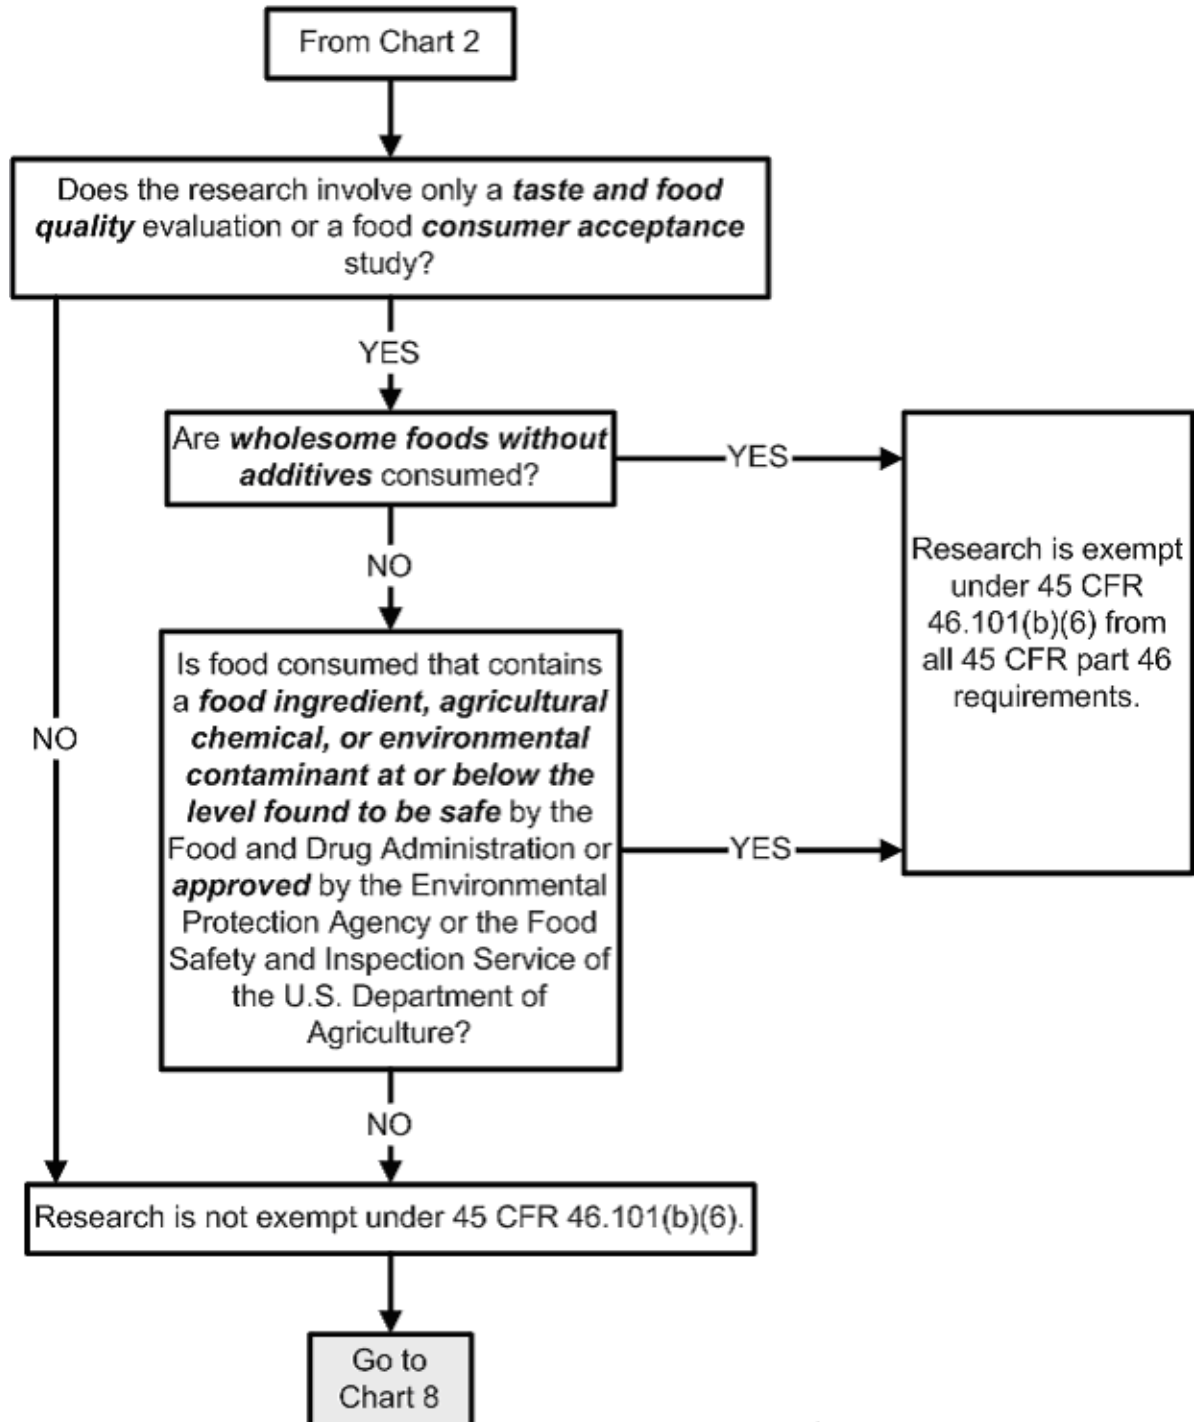 From Chart 2
Does the research involve only a taste and food
quality evaluation or a food consumer acceptance
study?
YES
Are wholesome foods without
additives consumed?
YES
NO
Research is exempt
under 45 CFR
46.101(b)(6) from
all 45 CFR part 46
requirements.
Is food consumed that contains
a food ingredient, agricultural
chemical, or environmental
contaminant at or below the
level found to be safe by the
Food and Drug Administration or
approved by the Environmental
Protection Agency or the Food
Safety and Inspection Service of
the U.S. Department of
Agriculture?
NO
YES
NO
Research is not exempt under 45 CFR 46.101(b)(6).
Go to
Chart 8